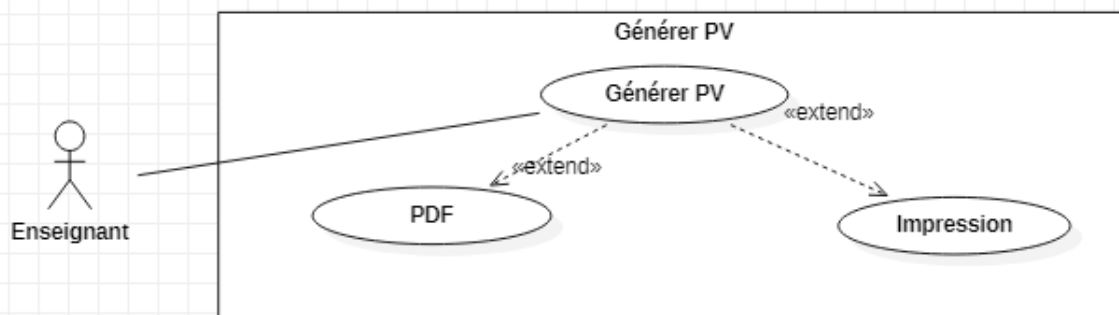 Générer PV
Générer PV
«extend»
«extend»
PDF
Impression
Enseignant